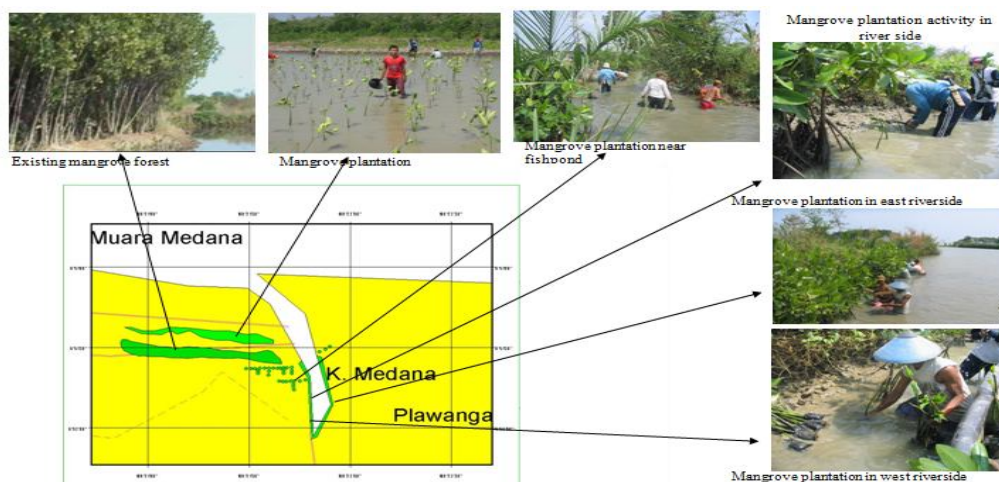 Mangrove plantation activity in
river side
Existing mangrove forest
Mangrove plantation
Mangrove plantation near
fishpond
Mangrove plantation in east riverside
Muara Medana
K. Medana
Plawanga
Mangrove plantation in west riverside